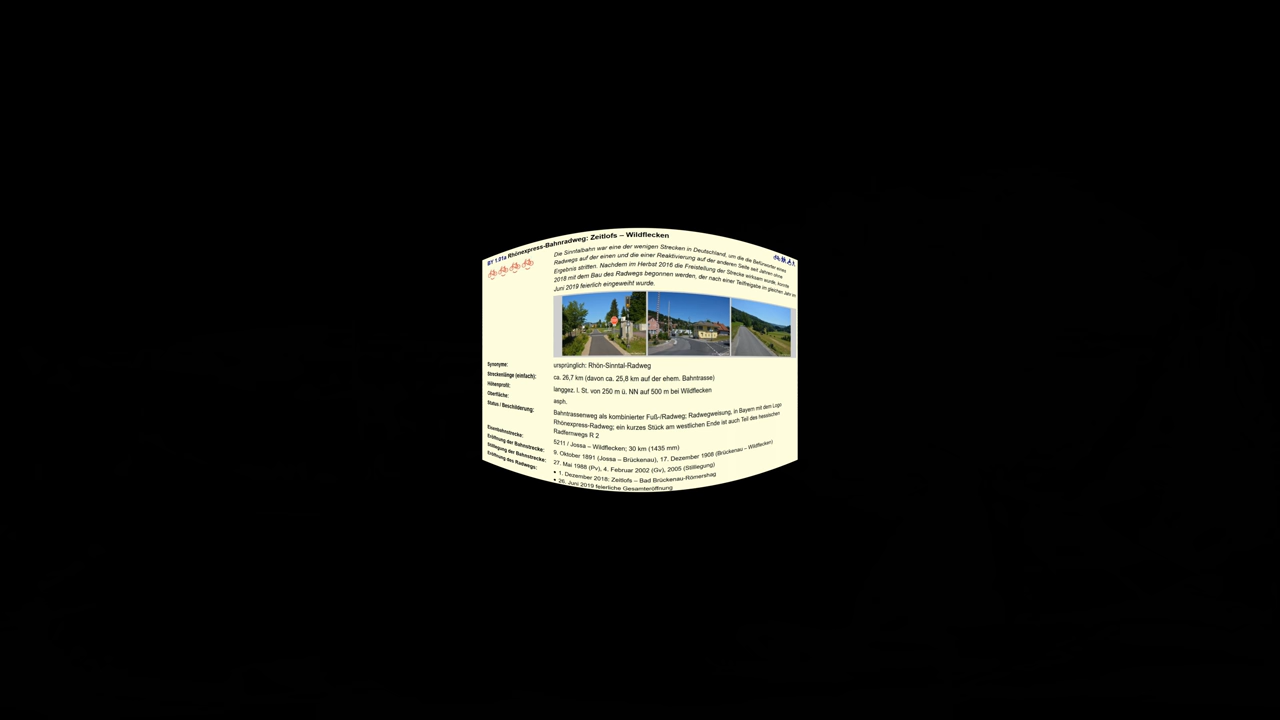 BY 1.01a Rhönexpress-Bahnradweg: Zeitlofs – Wildflecken
Die Sinntalbahn war eine der wenigen Strecken in Deutschland, um die die Befürworter eines
Radwegs auf der einen und die einer Reaktivierung auf der anderen Seite seit Jahren ohne
Ergebnis stritten. Nachdem im Herbst 2016 die Freistellung der Strecke wirksam wurde, konnte
2018 mit dem Bau des Radwegs begonnen werden, der nach einer Teilfreigabe im gleichen Jahr im
Juni 2019 feierlich eingeweiht wurde.
Synonyme: ursprünglich: Rhön-Sinntal-Radweg
Streckenlänge (einfach): ca. 26,7 km (davon ca. 25,8 km auf der ehem. Bahntrasse)
Höhenprofil: langgez. l. St. von 250 m ü. NN auf 500 m bei Wildflecken
Oberfläche: asph.
Status / Beschilderung: Bahntrassenweg als kombinierter Fuß-/Radweg; Radwegweisung, in Bayern mit dem Logo
Rhönexpress-Radweg; ein kurzes Stück am westlichen Ende ist auch Teil des hessischen
Radfernwegs R 2
Eisenbahnstrecke: 5211 / Jossa – Wildflecken; 30 km (1435 mm)
Eröffnung der Bahnstrecke: 9. Oktober 1891 (Jossa – Brückenau), 17. Dezember 1908 (Brückenau – Wildflecken)
Stilllegung der Bahnstrecke: 27. Mai 1988 (Pv), 4. Februar 2002 (Gv), 2005 (Stilllegung)
Eröffnung des Radwegs: • 1. Dezember 2018: Zeitlofs – Bad Brückenau-Römershag
• 26. Juni 2019 feierliche Gesamteröffnung